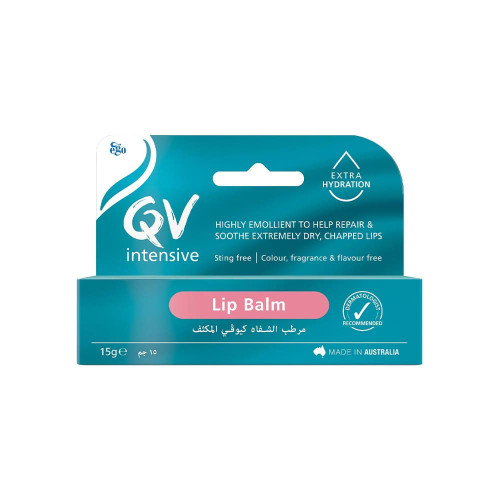 ego
EXTRA
HYDRATION
QV
intensive
HIGHLY EMOLLIENT TO HELP REPAIR &
SOOTHE EXTREMELY DRY, CHAPPED LIPS
Sting free | Colour, fragrance & flavour free
Lip Balm
مرطب الشفاه كيوڤي المكثف
DERMATOLOGIST
RECOMMENDED
15g℮ ١٥ جم
MADE IN AUSTRALIA